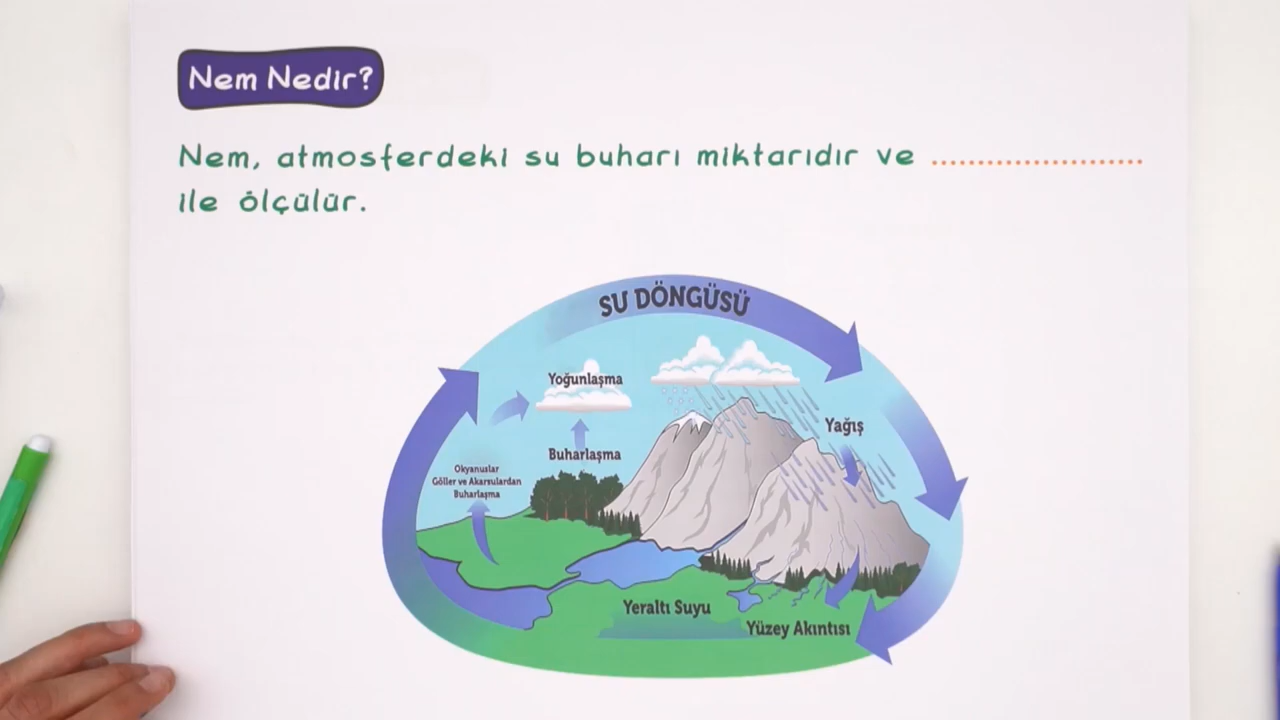 Nem Nedir?
Nem, atmosferdeki su buharı miktarıdır ve .......................
ile ölçülür.
SU DÖNGÜSÜ
Yoğunlaşma
Yağış
Buharlaşma
Okyanuslar
Göller ve Akarsulardan
Buharlaşma
Yeraltı Suyu
Yüzey Akıntısı